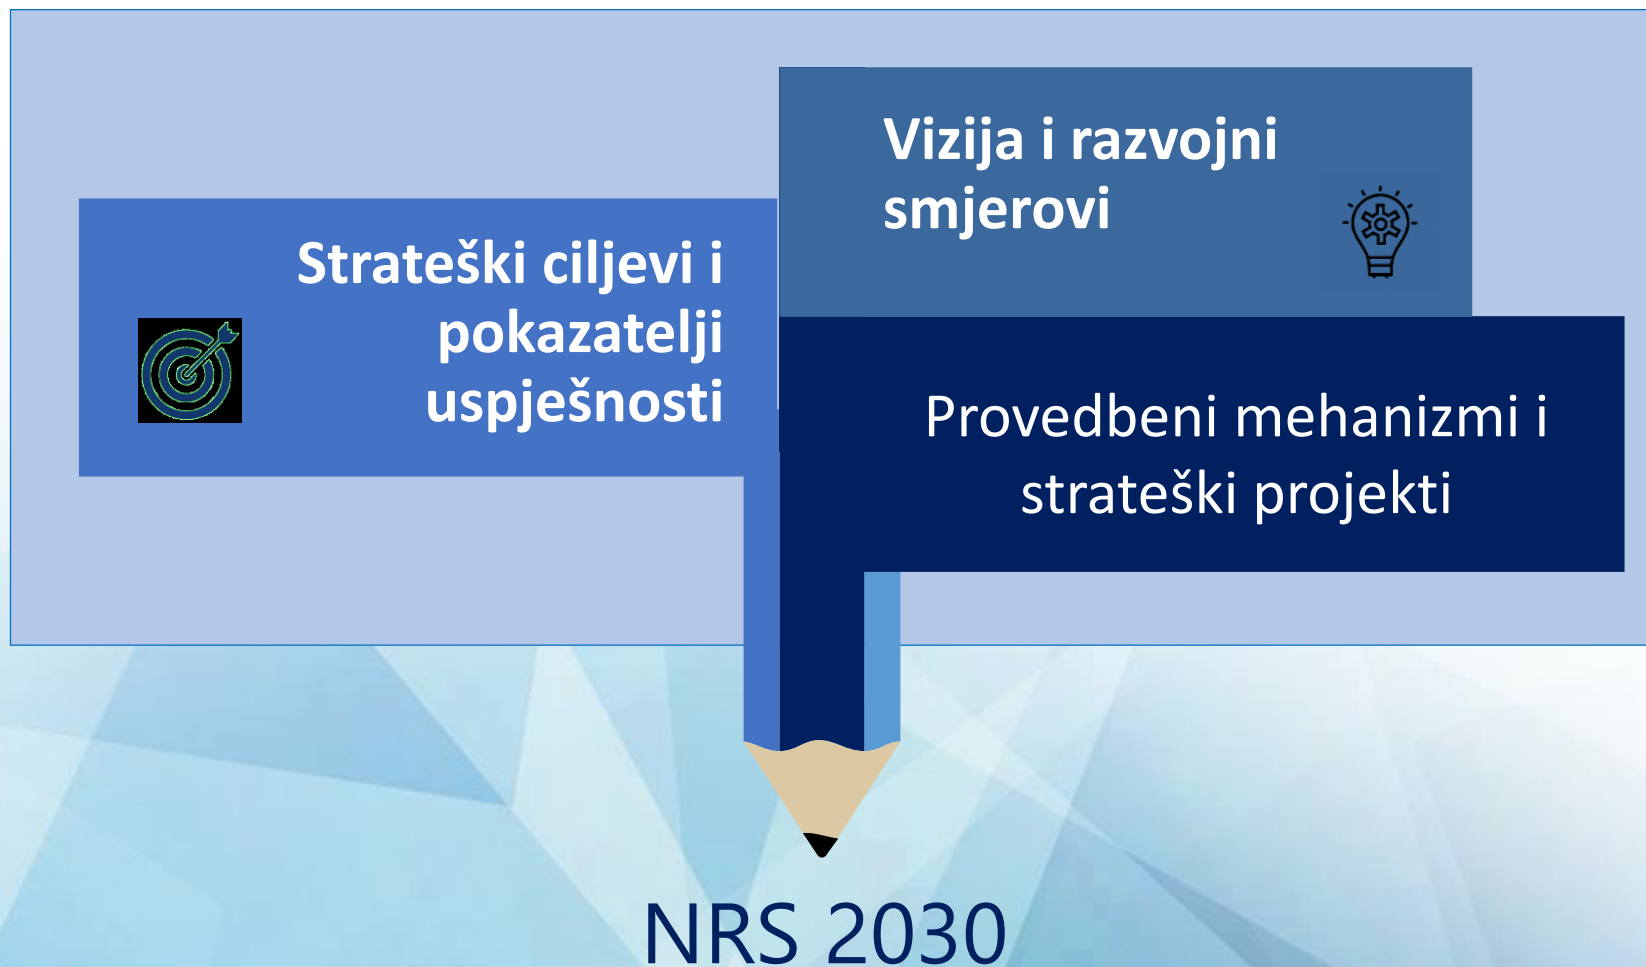 Vizija i razvojni
smjerovi
Strateški ciljevi i
pokazatelji
uspješnosti
Provedbeni mehanizmi i
strateški projekti
NRS 2030